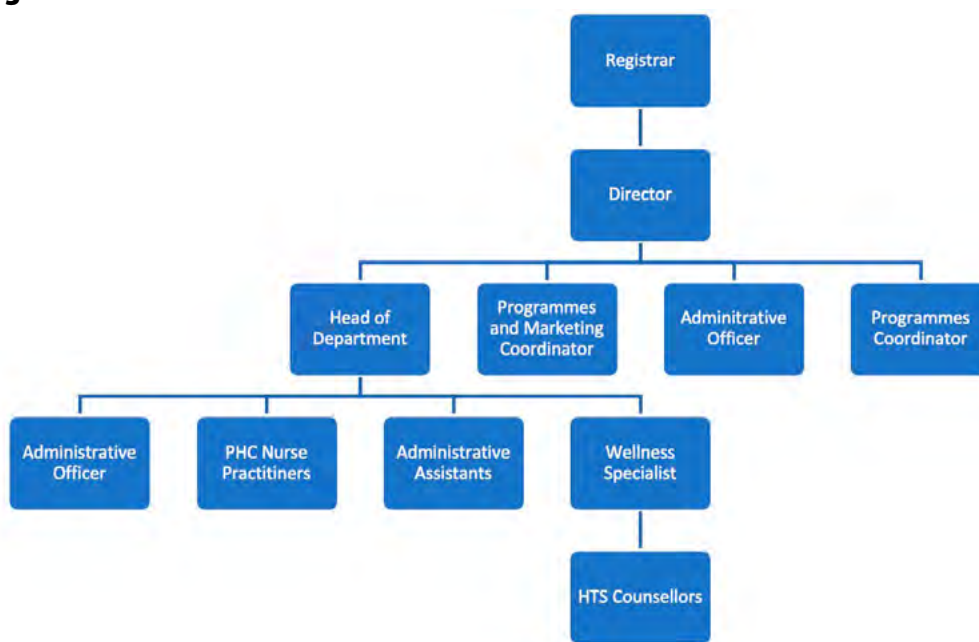 Registrar
Director
Head of
Department
Programmes
and Marketing
Coordinator
Adminitrative
Officer
Programmes
Coordinator
Administrative
Officer
PHC Nurse
Practitiners
Administrative
Assistants
Wellness
Specialist
HTS Counsellors